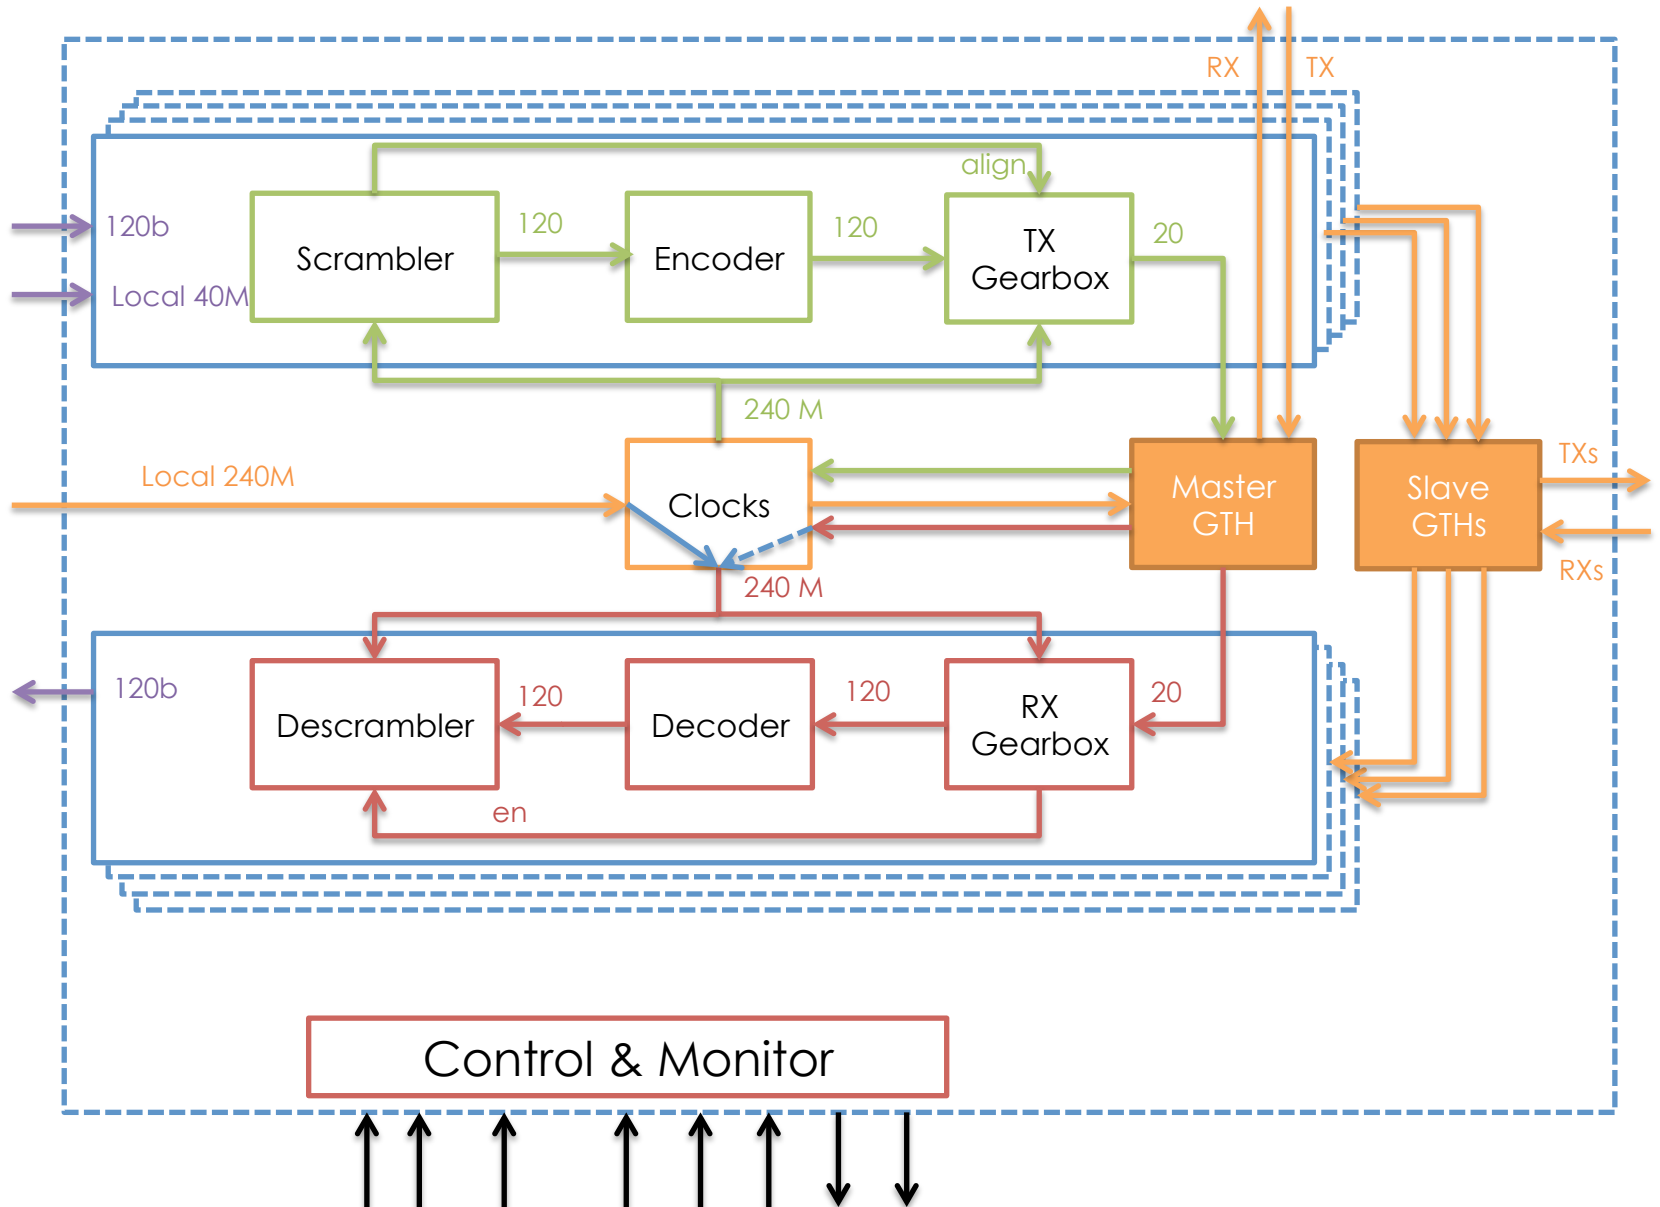 RX
TX
align
120b
120
120
20
Scrambler
Encoder
TX
Gearbox
Local 40M
240 M
Local 240M
Clocks
Master
GTH
Slave
GTHs
TXs
RXs
240 M
120b
120
120
20
Descrambler
Decoder
RX
Gearbox
en
Control & Monitor